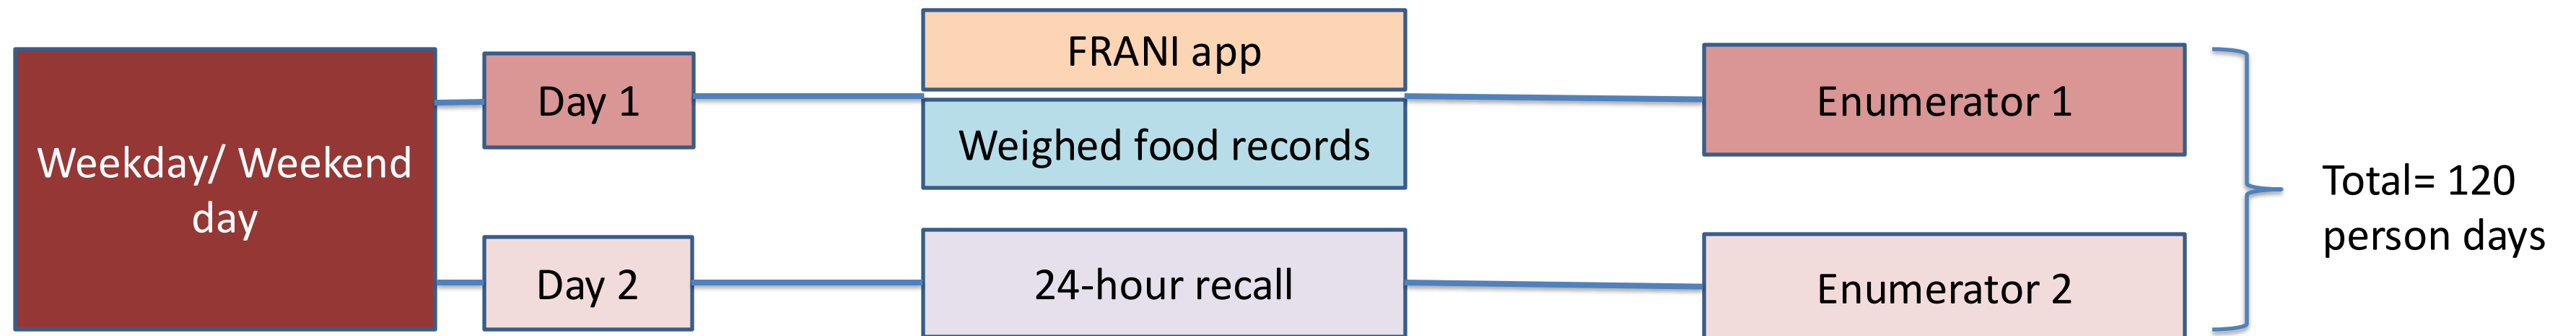 Weekday/ Weekend
day
Day 1
FRANI app
Weighed food records
Enumerator 1
Day 2
24-hour recall
Enumerator 2
Total= 120
person days